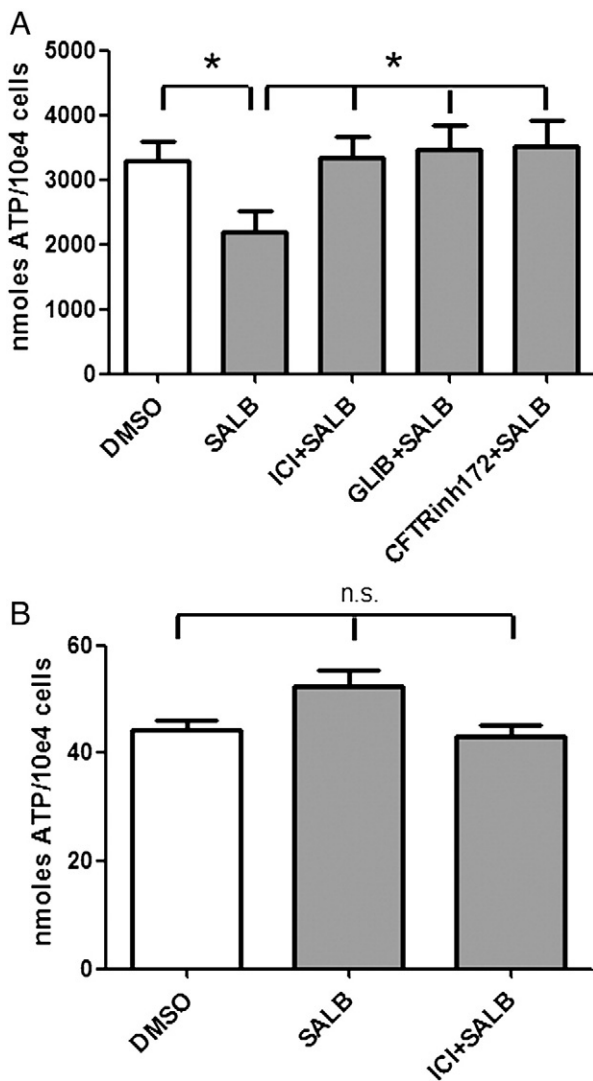 A
nmoles ATP/10e4 cells
5000
4000
3000
2000
1000
0
*
*
DMSO
SALB
ICI+SALB
GLIB+SALB
CFTRinh172+SALB
B
nmoles ATP/10e4 cells
60
40
20
0
n.s.
DMSO
SALB
ICI+SALB